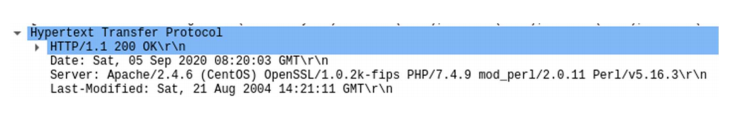 Hypertext Transfer Protocol
HTTP/1.1 200 OK\r\n
Date: Sat, 05 Sep 2020 08:20:03 GMT\r\n
Server: Apache/2.4.6 (CentOS) OpenSSL/1.0.2k-fips PHP/7.4.9 mod_perl/2.0.11 Perl/v5.16.3\r\n
Last-Modified: Sat, 21 Aug 2004 14:21:11 GMT\r\n